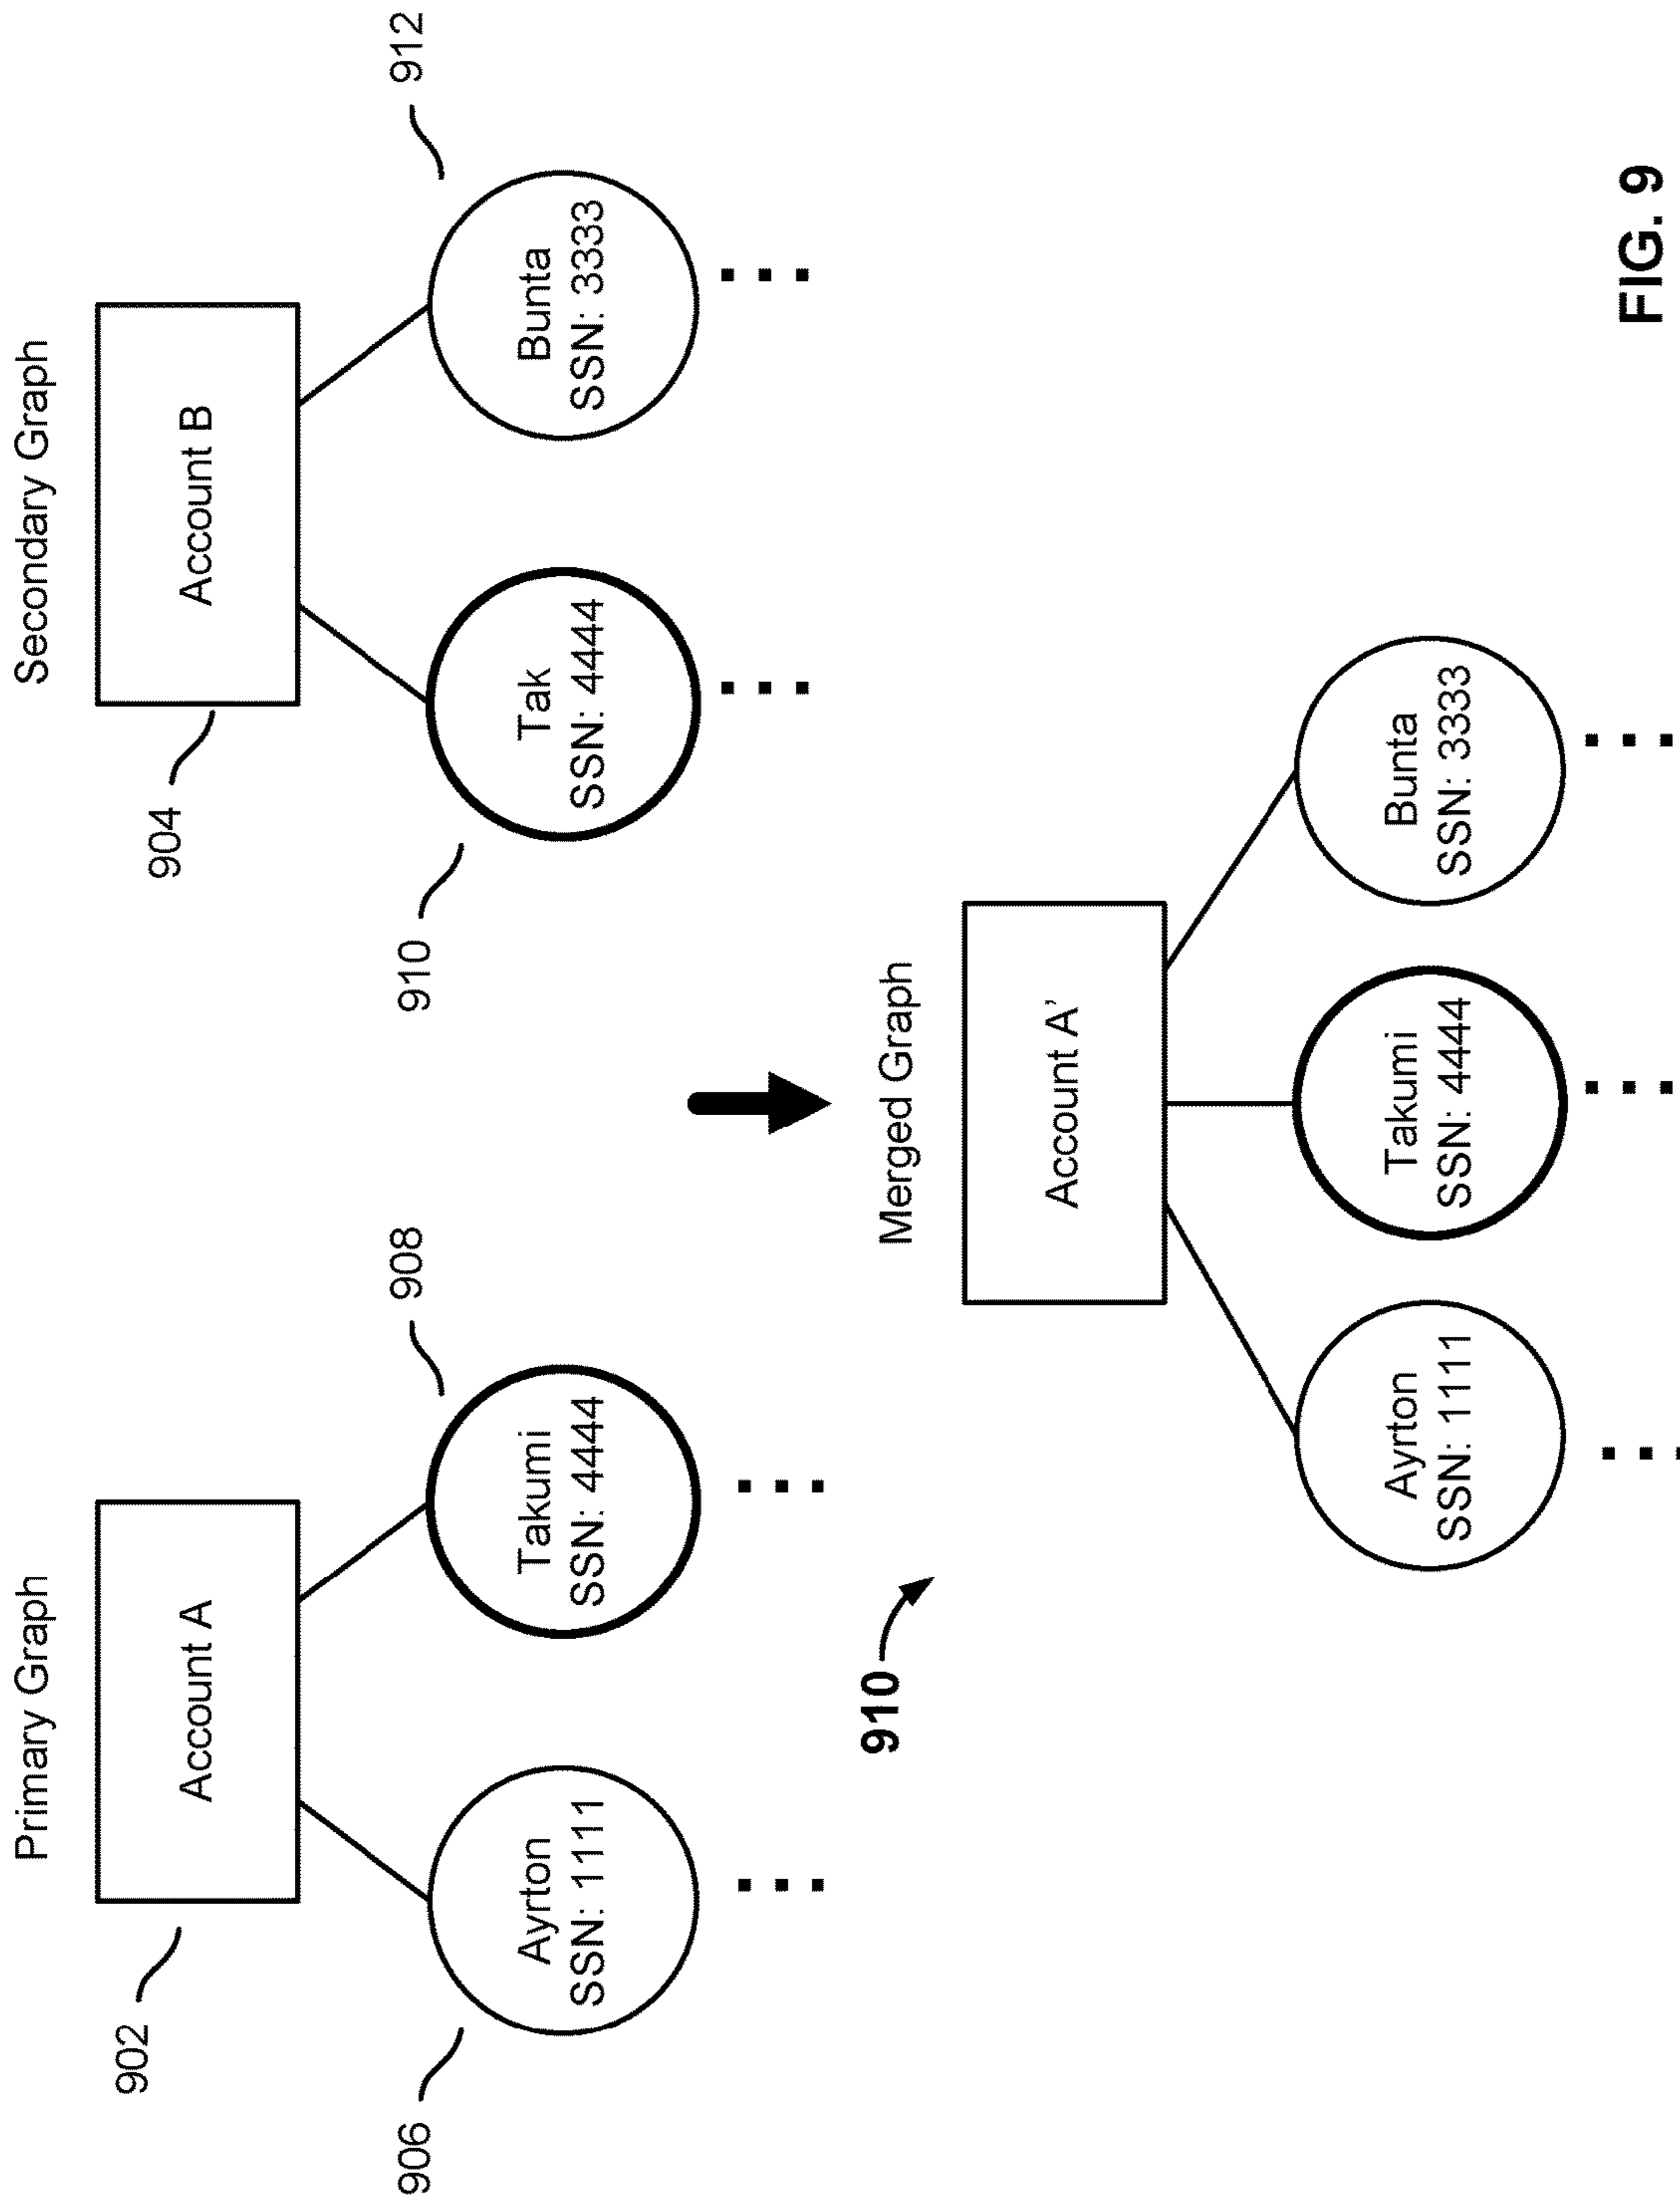 Primary Graph
Secondary Graph
902
Account A
904
Account B
906
Ayrton
SSN: 1111
908
Takumi
SSN: 4444
910
Tak
SSN: 4444
912
Bunta
SSN: 3333
910
Merged Graph
Account A’
Ayrton
SSN: 1111
Takumi
SSN: 4444
Bunta
SSN: 3333
FIG. 9